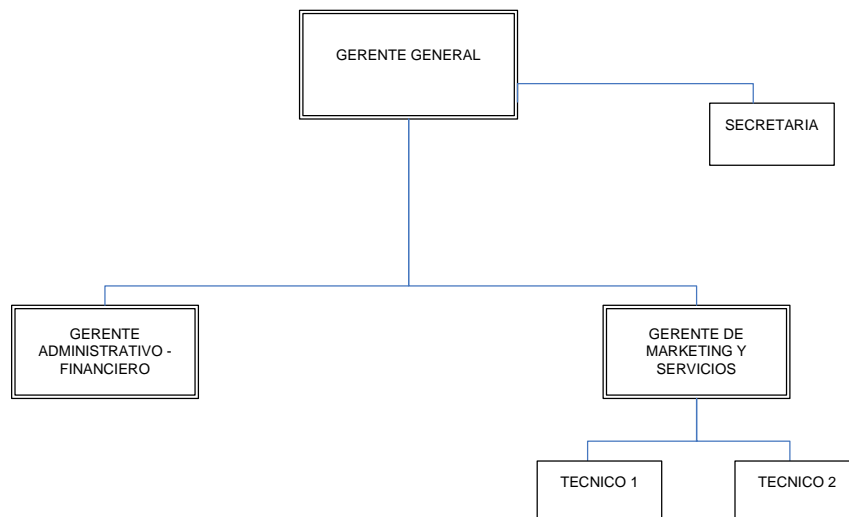 GERENTE GENERAL
SECRETARIA
GERENTE
ADMINISTRATIVO -
FINANCIERO
GERENTE DE
MARKETING Y
SERVICIOS
TECNICO 1
TECNICO 2